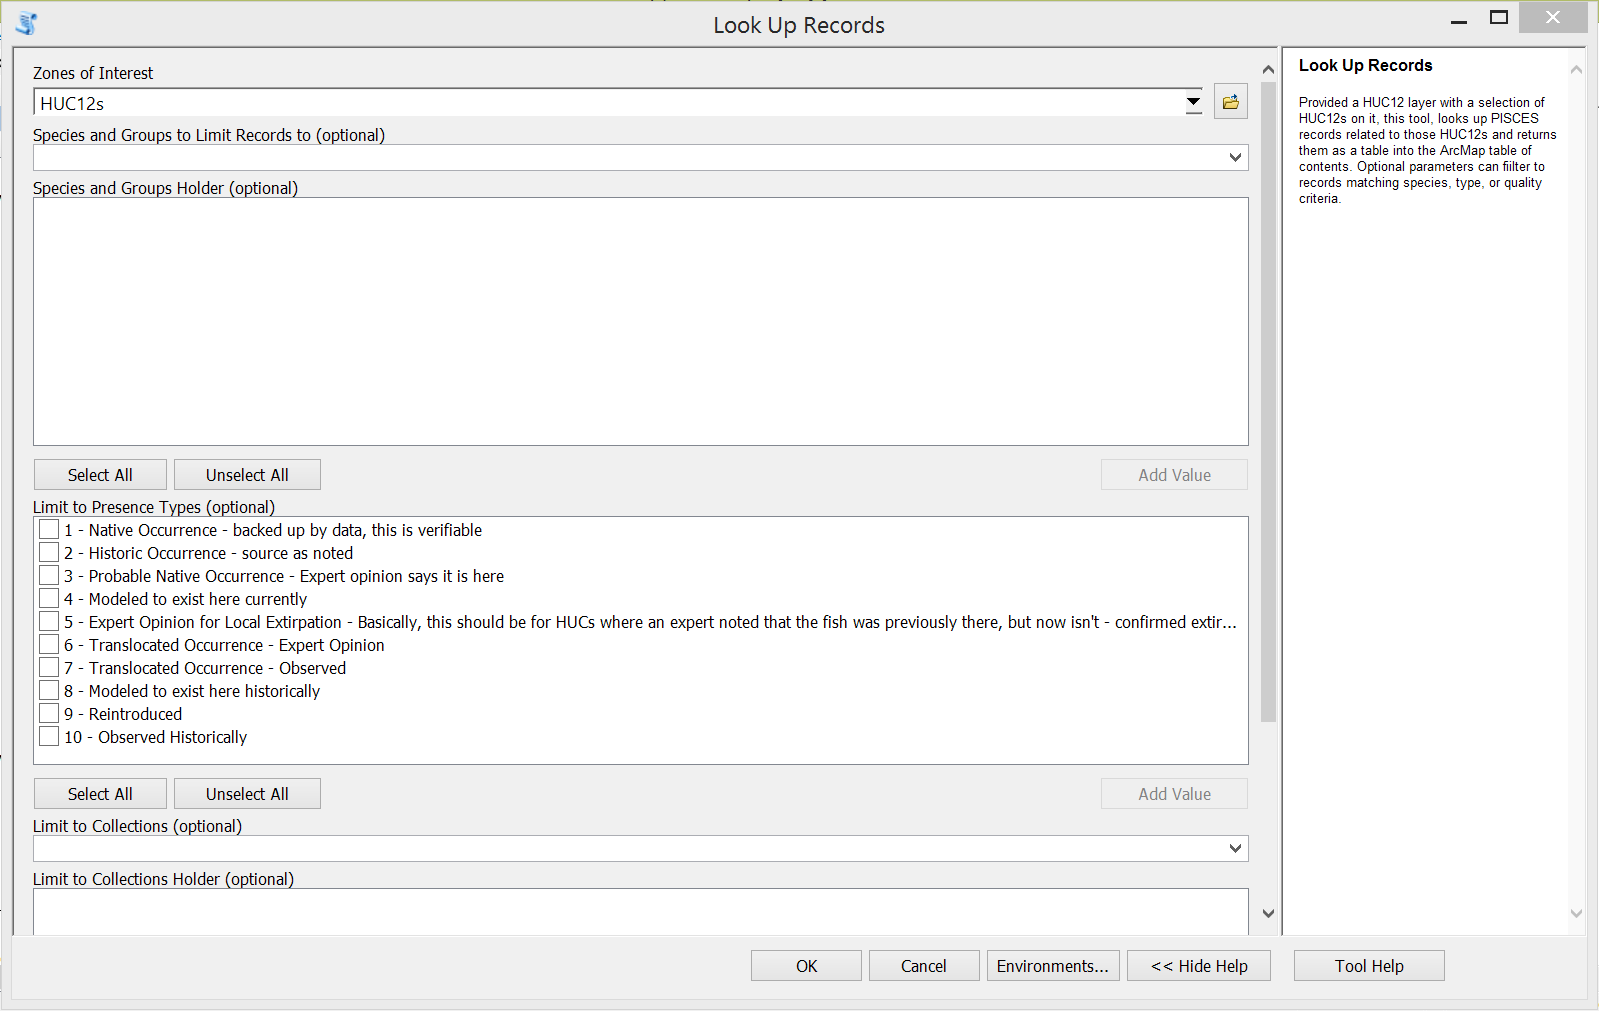 Look Up Records
Zones of Interest
HUC12s
Species and Groups to Limit Records to (optional)
Species and Groups Holder (optional)
Select All
Unselect All
Add Value
Limit to Presence Types (optional)
1 - Native Occurrence - backed up by data, this is verifiable
2 - Historic Occurrence - source as noted
3 - Probable Native Occurrence - Expert opinion says it is here
4 - Modeled to exist here currently
5 - Expert Opinion for Local Extirpation - Basically, this should be for HUCs where an expert noted that the fish was previously there, but now isn't - confirmed extir...
6 - Translocated Occurrence - Expert Opinion
7 - Translocated Occurrence - Observed
8 - Modeled to exist here historically
9 - Reintroduced
10 - Observed Historically
Select All
Unselect All
Add Value
Limit to Collections (optional)
Limit to Collections Holder (optional)
OK
Cancel
Environments...
<< Hide Help
Tool Help
Look Up Records
Provided a HUC12 layer with a selection of
HUC12s on it, this tool, looks up PISCES
records related to those HUC12s and returns
them as a table into the ArcMap table of
contents. Optional parameters can fiilter to
records matching species, type, or quality
criteria.